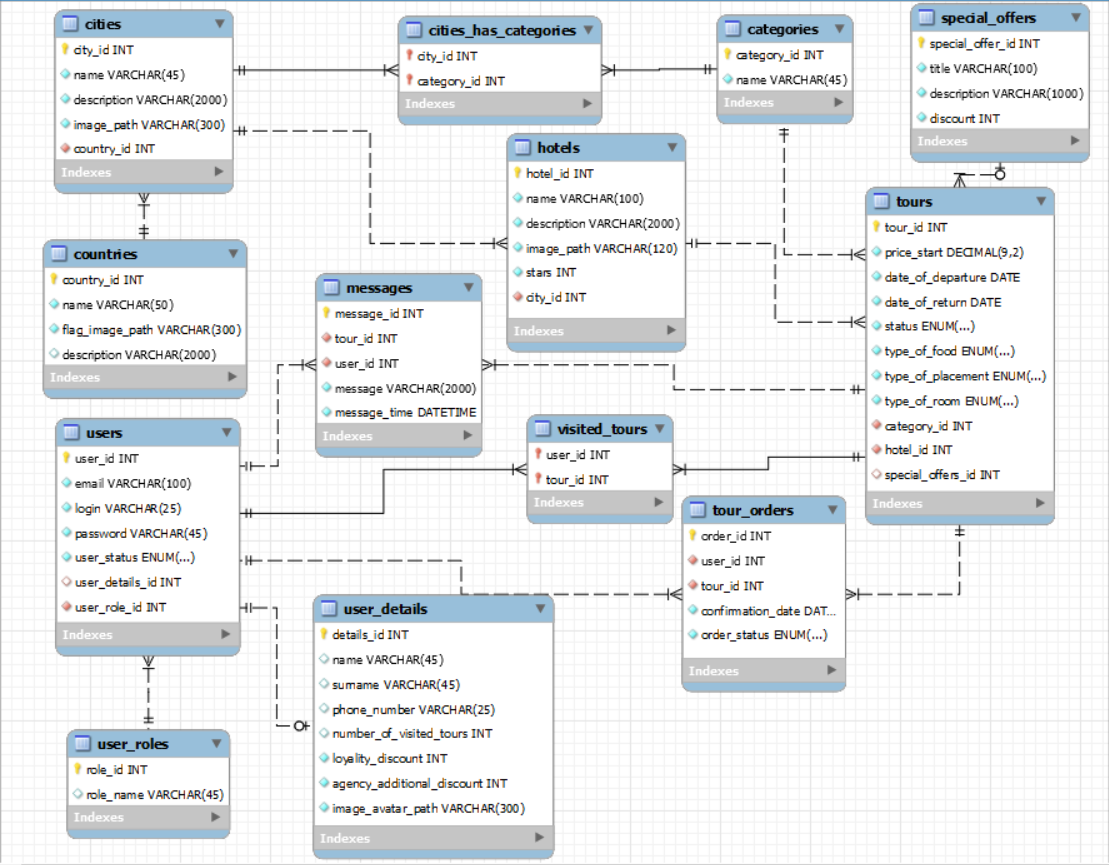 cities
city_id INT
name VARCHAR(45)
description VARCHAR(2000)
image_path VARCHAR(300)
country_id INT
Indexes
cities_has_categories
city_id INT
category_id INT
Indexes
categories
category_id INT
name VARCHAR(45)
Indexes
special_offers
special_offer_id INT
title VARCHAR(100)
description VARCHAR(1000)
discount INT
Indexes
hotels
hotel_id INT
name VARCHAR(100)
description VARCHAR(2000)
image_path VARCHAR(120)
stars INT
city_id INT
Indexes
tours
tour_id INT
price_start DECIMAL(9,2)
date_of_departure DATE
date_of_return DATE
status ENUM(...)
type_of_food ENUM(...)
type_of_placement ENUM(...)
type_of_room ENUM(...)
category_id INT
hotel_id INT
special_offers_id INT
Indexes
countries
country_id INT
name VARCHAR(50)
flag_image_path VARCHAR(300)
description VARCHAR(2000)
Indexes
messages
message_id INT
tour_id INT
user_id INT
message VARCHAR(2000)
message_time DATETIME
Indexes
users
user_id INT
email VARCHAR(100)
login VARCHAR(25)
password VARCHAR(45)
user_status ENUM(...)
user_details_id INT
user_role_id INT
Indexes
visited_tours
user_id INT
tour_id INT
Indexes
tour_orders
order_id INT
user_id INT
tour_id INT
confirmation_date DAT...
order_status ENUM(...)
Indexes
user_details
details_id INT
name VARCHAR(45)
surname VARCHAR(45)
phone_number VARCHAR(25)
number_of_visited_tours INT
loyality_discount INT
agency_additional_discount INT
image_avatar_path VARCHAR(300)
Indexes
user_roles
role_id INT
role_name VARCHAR(45)
Indexes